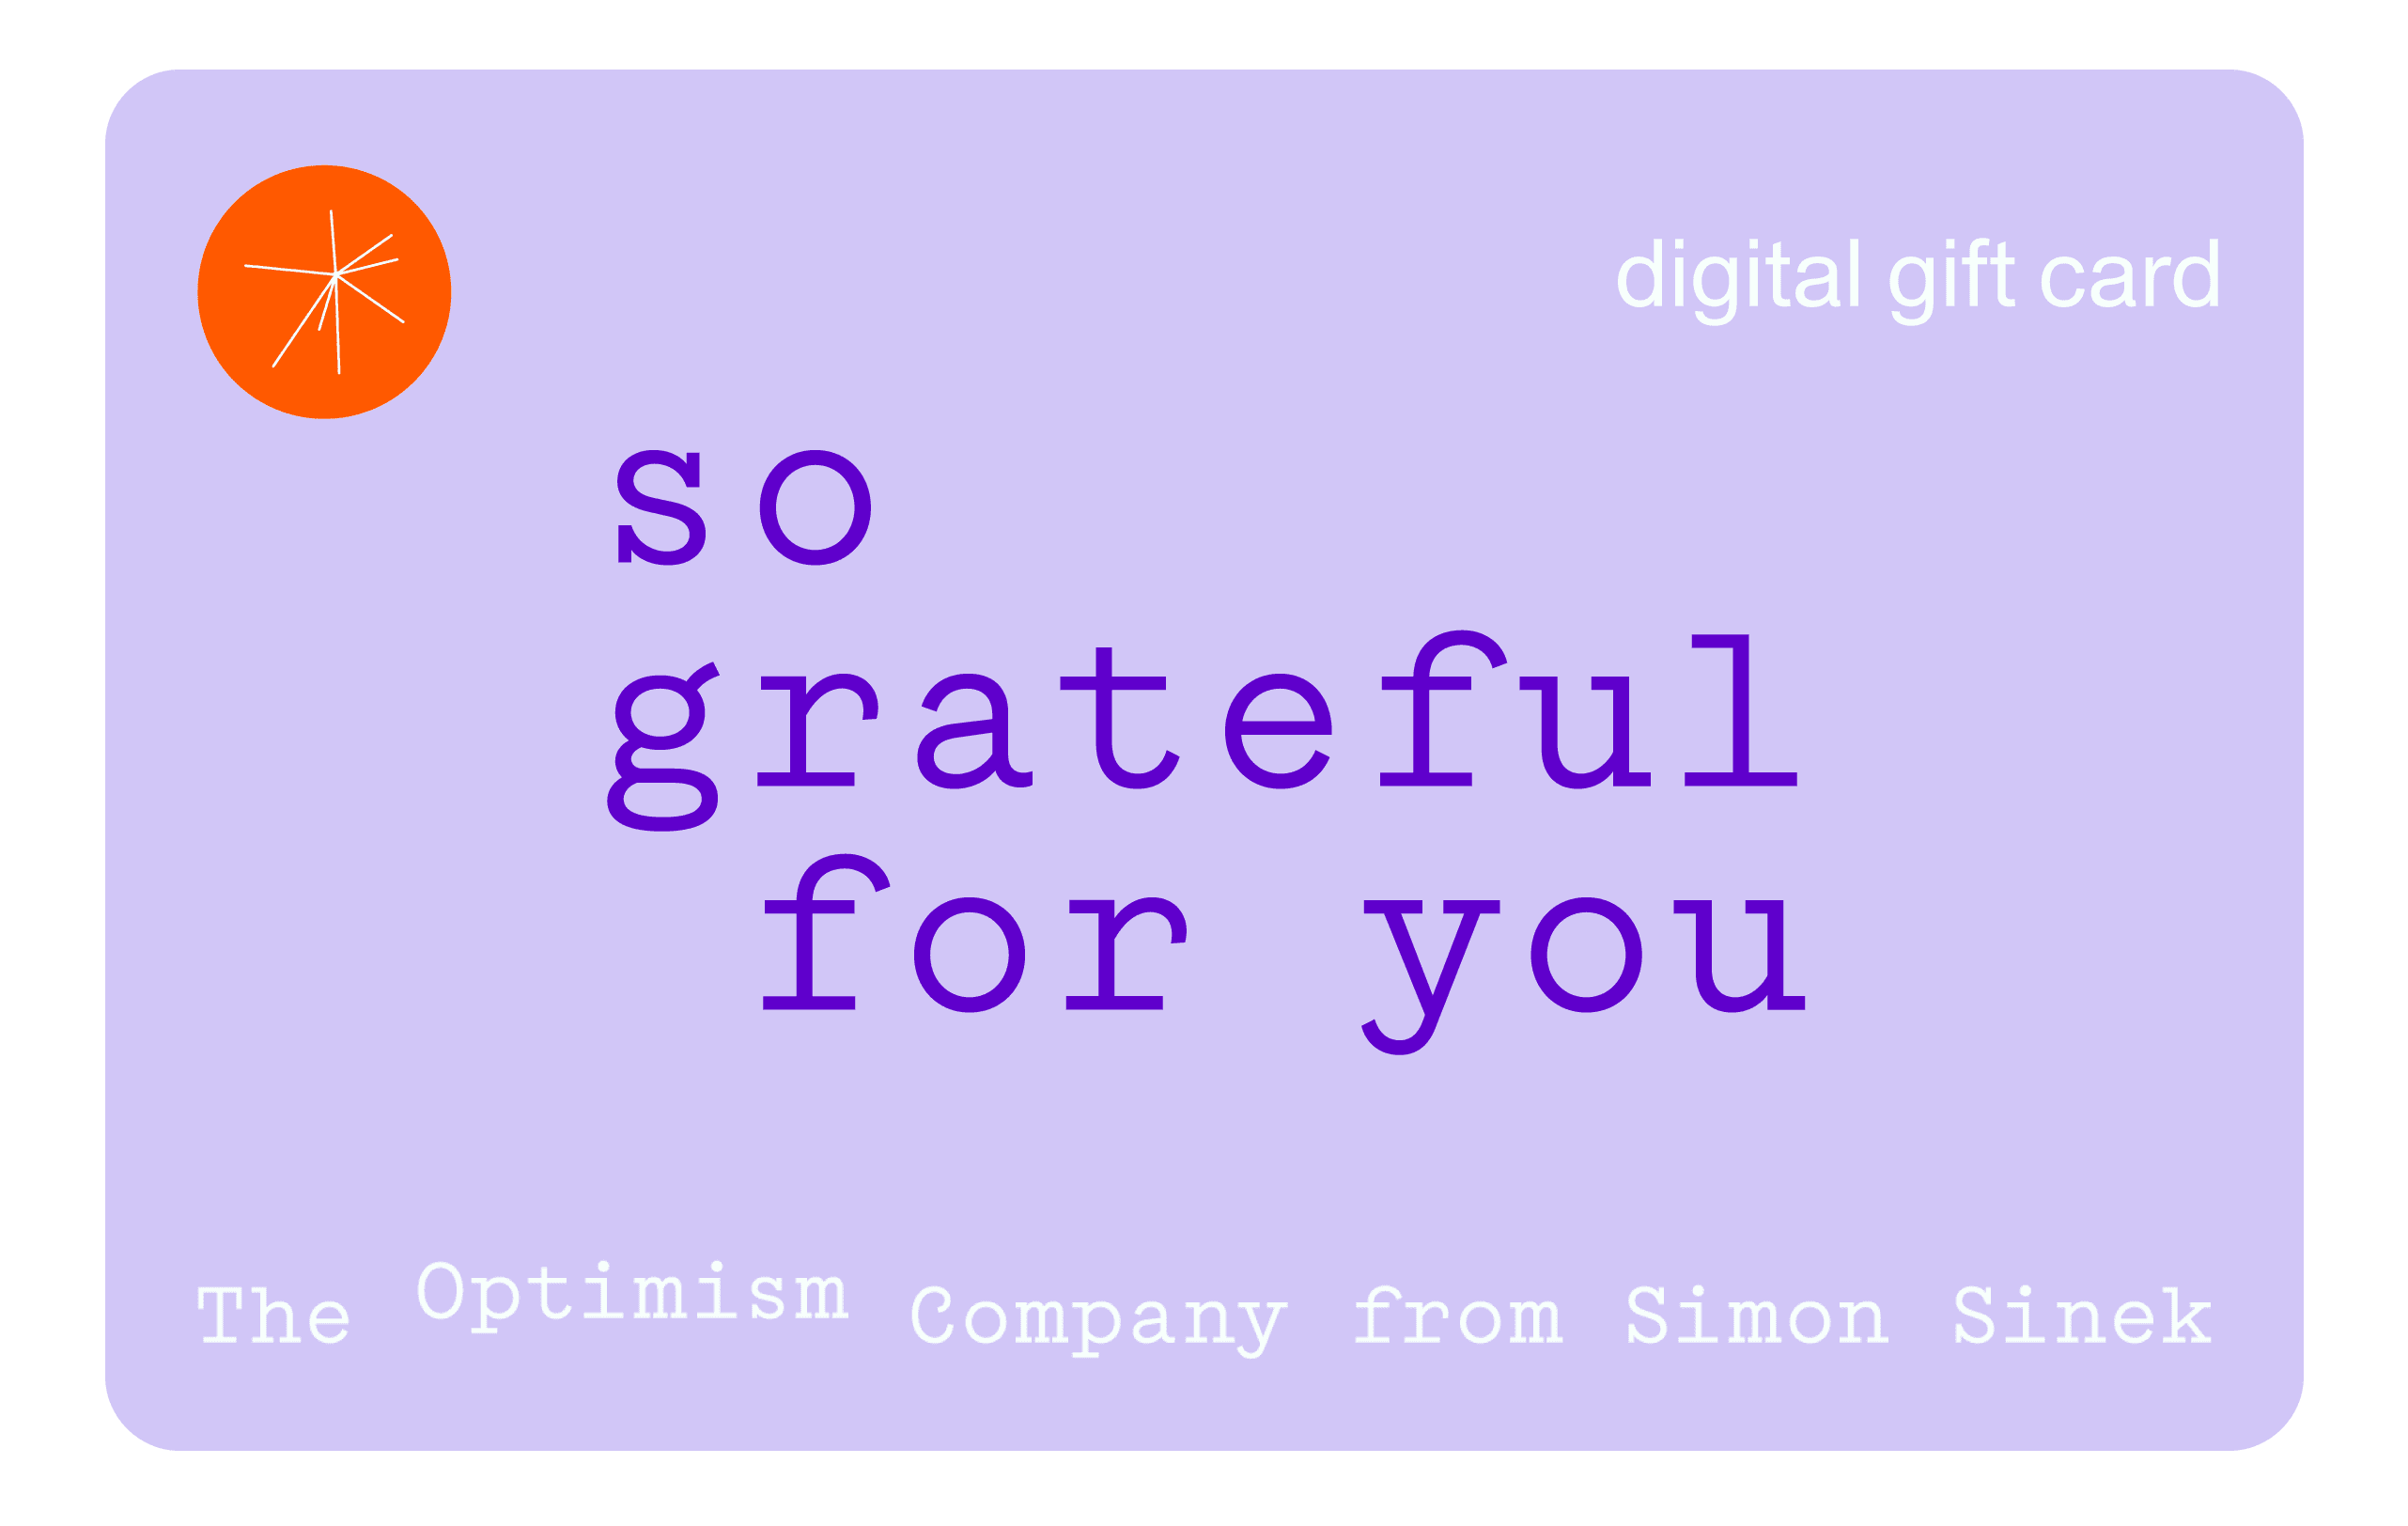 digital gift card
so
grateful
for you
The Optimism Company from Simon Sinek